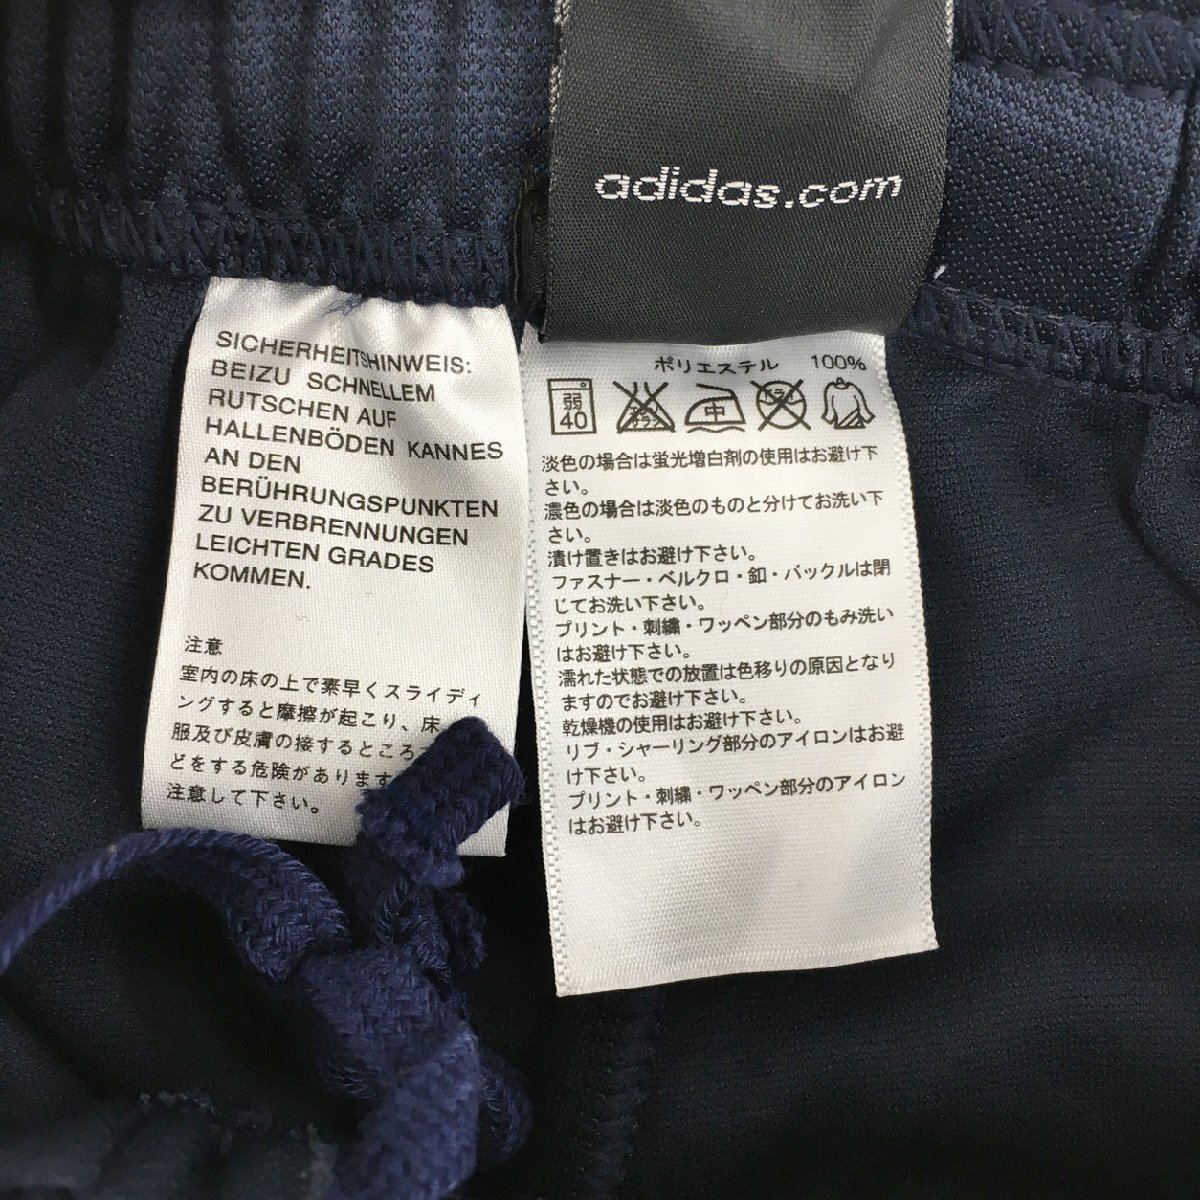 adidas.com
SICHERHEITSHINWEIS:
BEIZU SCHNELLEM
RUTSCHEN AUF
HALLENBÖDEN KANNES
AN DEN
BERÜHRUNGSPUNKTEN
ZU VERBRENNUNGEN
LEICHTEN GRADES
KOMMEN.
注意
室内の床の上で素早くスライディ
ングすると摩擦が起こり、床
服及び皮膚の接するところ
どをする危険があります
注意して下さい。
ポリエステル 100%
弱
40
中
淡色の場合は蛍光増白剤の使用はお避け下
さい。
濃色の場合は淡色のものと分けてお洗い下
さい。
漬け置きはお避け下さい。
ファスナー・ベルクロ・釦・バックルは閉
じてお洗い下さい。
プリント・刺繍・ワッペン部分のもみ洗い
はお避け下さい。
濡れた状態での放置は色移りの原因となり
ますのでお避け下さい。
乾燥機の使用はお避け下さい。
リブ・シャーリング部分のアイロンはお避
け下さい。
プリント・刺繍・ワッペン部分のアイロン
はお避け下さい。